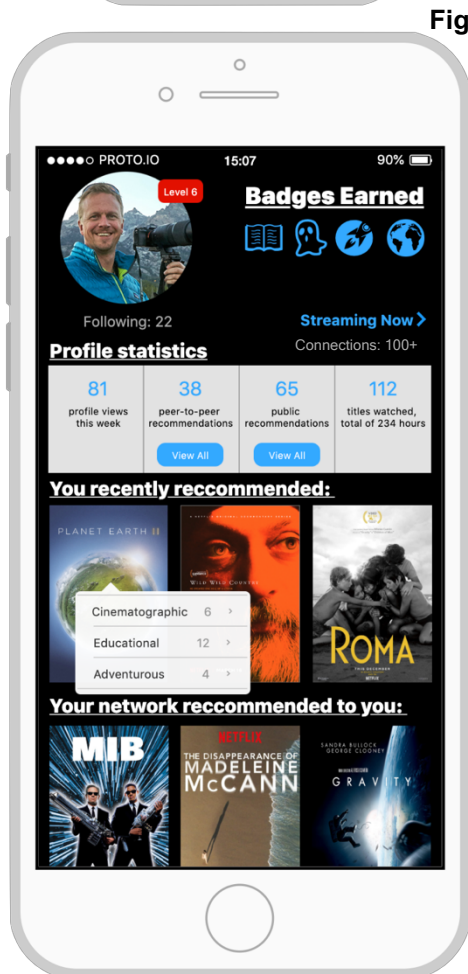 Fig
●●●●○ PROTO.IO 15:07 90%
Level 6
Badges Earned
Following: 22
Streaming Now >
Connections: 100+
Profile statistics
81
profile views
this week
38
peer-to-peer
recommendations
View All
65
public
recommendations
View All
112
titles watched,
total of 234 hours
You recently reccommended:
PLANET EARTH II
WILD WILD COUNTRY
ROMA
NETFLIX
Cinematographic 6 >
Educational 12 >
Adventurous 4 >
Your network reccommended to you:
MIB
NETFLIX
THE DISAPPEARANCE OF
MADELEINE
McCANN
SANDRA BULLOCK
GEORGE CLOONEY
GRAVITY